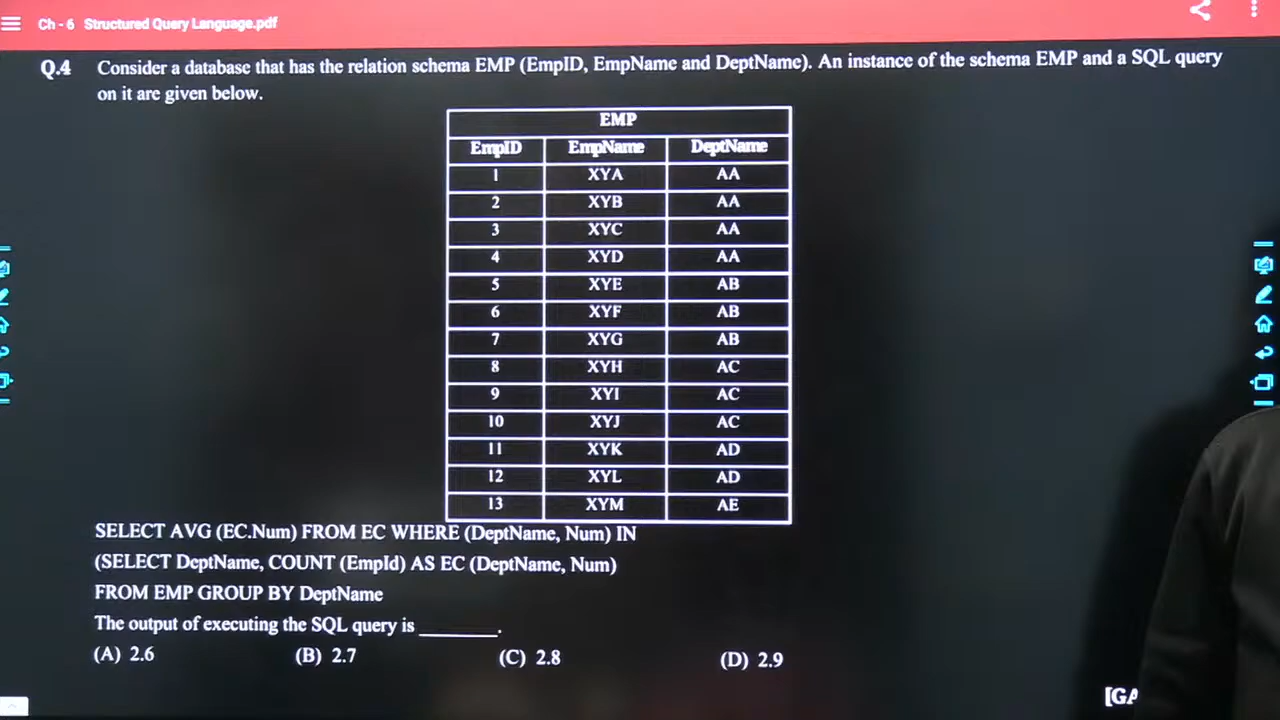 Ch - 6 Structured Query Language.pdf
Q.4 Consider a database that has the relation schema EMP (EmpID, EmpName and DeptName). An instance of the schema EMP and a SQL query
on it are given below.
EMP
EmpID EmpName DeptName
1 XYA AA
2 XYB AA
3 XYC AA
4 XYD AA
5 XYE AB
6 XYF AB
7 XYG AB
8 XYH AC
9 XYI AC
10 XYJ AC
11 XYK AD
12 XYL AD
13 XYM AE
SELECT AVG (EC.Num) FROM EC WHERE (DeptName, Num) IN
(SELECT DeptName, COUNT (EmpId) AS EC (DeptName, Num)
FROM EMP GROUP BY DeptName
The output of executing the SQL query is ________.
(A) 2.6 (B) 2.7 (C) 2.8 (D) 2.9